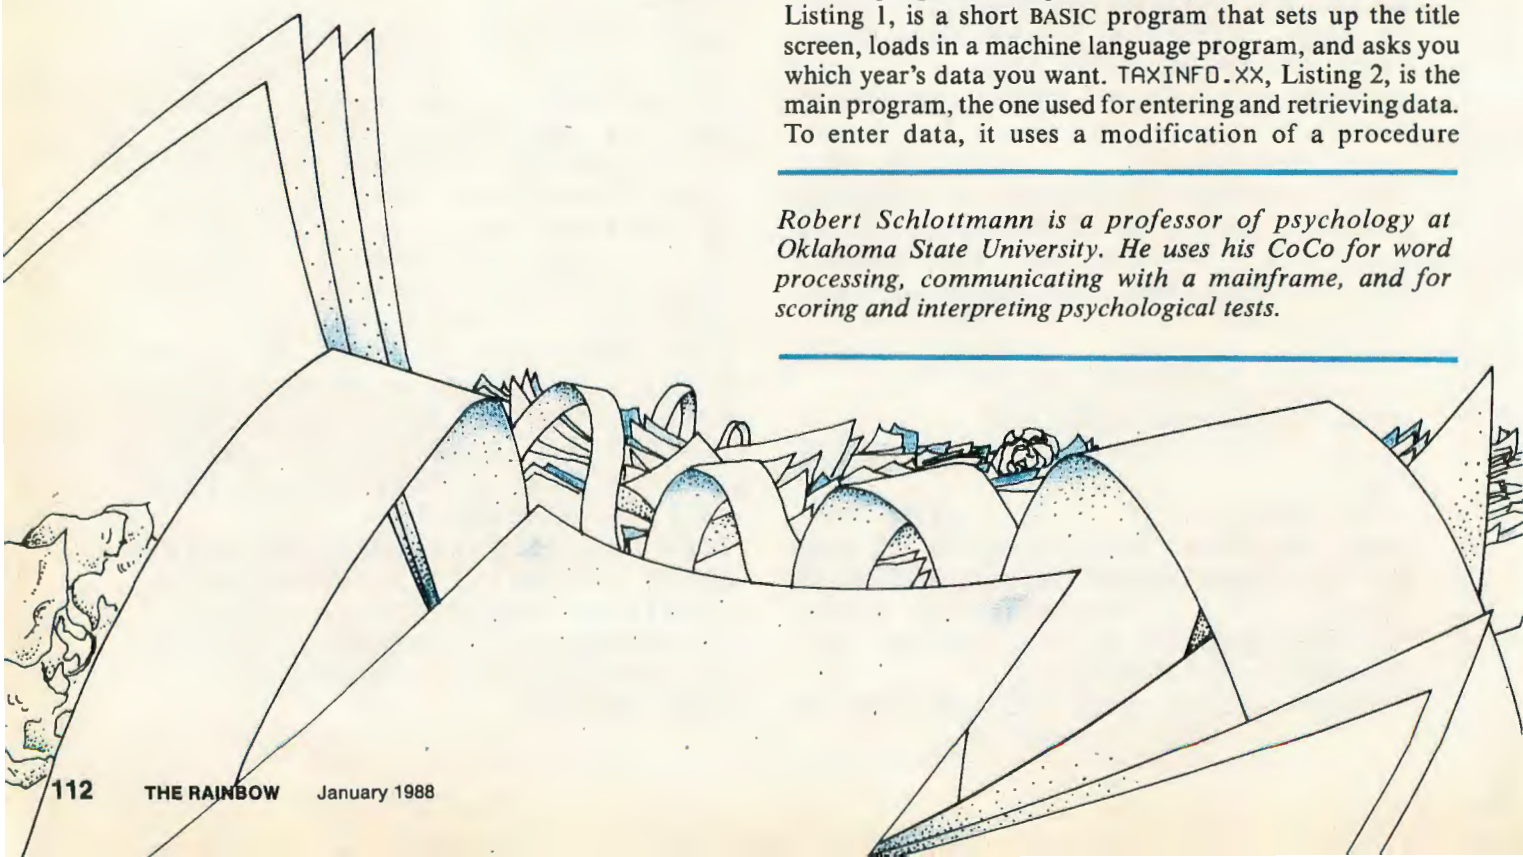 Listing 1, is a short BASIC program that sets up the title
screen, loads in a machine language program, and asks you
which year's data you want. TAXINFO.XX, Listing 2, is the
main program, the one used for entering and retrieving data.
To enter data, it uses a modification of a procedure
Robert Schlottmann is a professor of psychology at
Oklahoma State University. He uses his CoCo for word
processing, communicating with a mainframe, and for
scoring and interpreting psychological tests.
112 THE RAINBOW January 1988